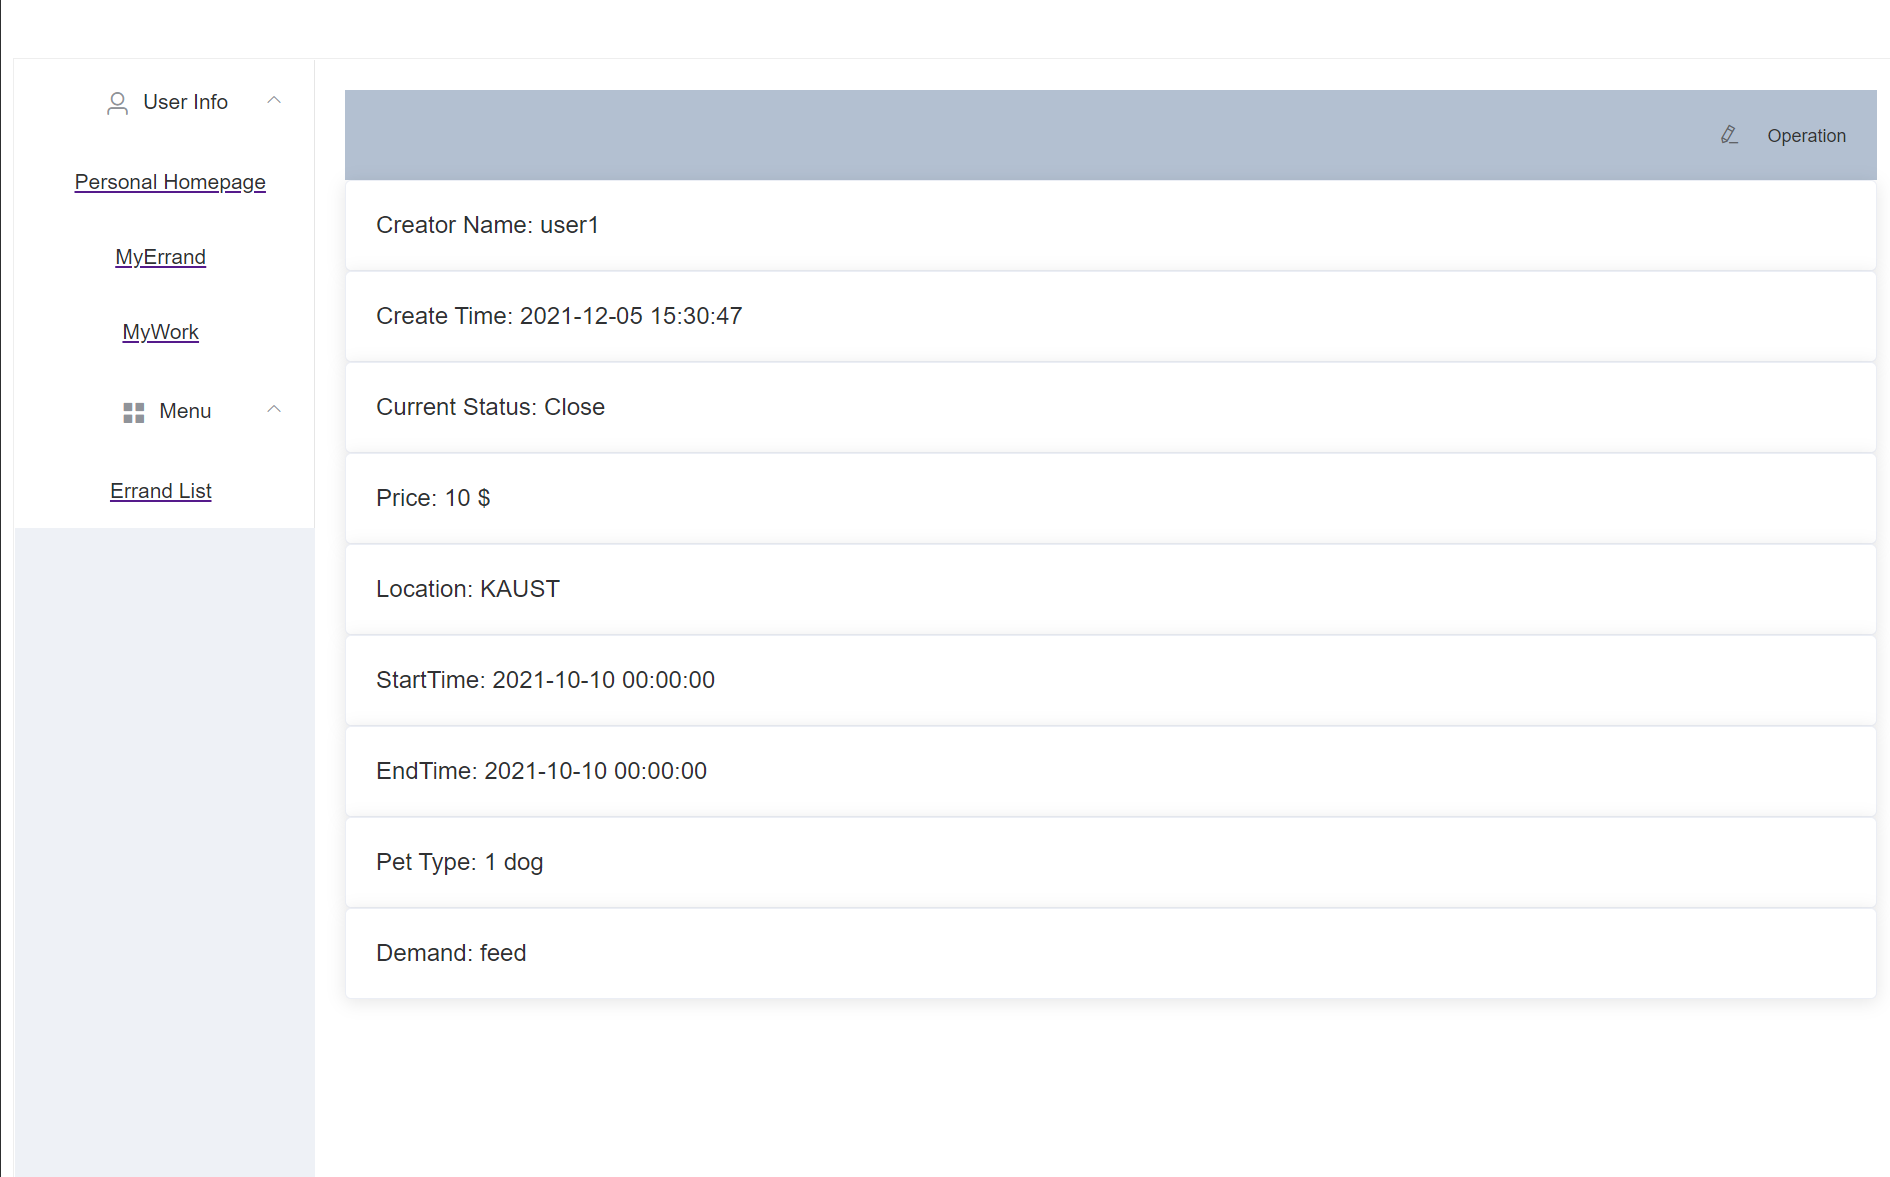 User Info
Personal Homepage
MyErrand
MyWork
Menu
Errand List
Operation
Creator Name: user1
Create Time: 2021-12-05 15:30:47
Current Status: Close
Price: 10 $
Location: KAUST
StartTime: 2021-10-10 00:00:00
EndTime: 2021-10-10 00:00:00
Pet Type: 1 dog
Demand: feed